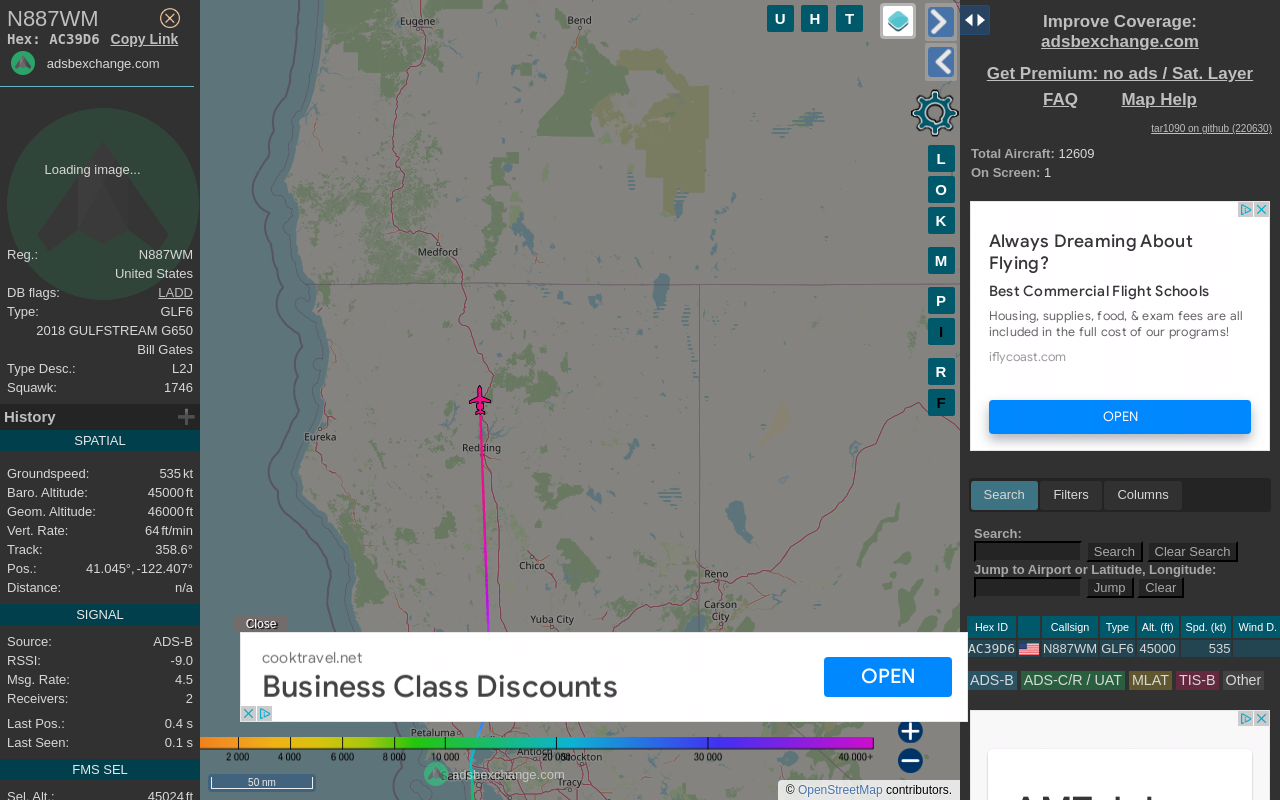 N887WM
Hex: AC39D6 Copy Link
adsbexchange.com
Loading image...
Reg.: N887WM
United States
DB flags: LADD
Type: GLF6
2018 GULFSTREAM G650
Bill Gates
Type Desc.: L2J
Squawk: 1746
History
SPATIAL
Groundspeed: 535 kt
Baro. Altitude: 45000 ft
Geom. Altitude: 46000 ft
Vert. Rate: 64 ft/min
Track: 358.6°
Pos.: 41.045°, -122.407°
Distance: n/a
SIGNAL
Source: ADS-B
RSSI: -9.0
Msg. Rate: 4.5
Receivers: 2
Last Pos.: 0.4 s
Last Seen: 0.1 s
FMS SEL
Sel. Alt.: 45024 ft
Eugene
Bend
Medford
Eureka
Redding
Chico
Reno
Carson
City
Yuba City
Petaluma
Antioch
Stockton
Tracy
U H T
L
O
K
M
P
I
R
F
Close
cooktravel.net
Business Class Discounts
OPEN
2 000 4 000 6 000 8 000 10 000 20 000 30 000 40 000+
adsbexchange.com
50 nm
© OpenStreetMap contributors.
Improve Coverage:
adsbexchange.com
Get Premium: no ads / Sat. Layer
FAQ Map Help
tar1090 on github (220630)
Total Aircraft: 12609
On Screen: 1
Always Dreaming About
Flying?
Best Commercial Flight Schools
Housing, supplies, food, & exam fees are all
included in the full cost of our programs!
iflycoast.com
OPEN
Search Filters Columns
Search:
Search Clear Search
Jump to Airport or Latitude, Longitude:
Jump Clear
Hex ID Callsign Type Alt. (ft) Spd. (kt) Wind D.
AC39D6 N887WM GLF6 45000 535
ADS-B ADS-C/R / UAT MLAT TIS-B Other